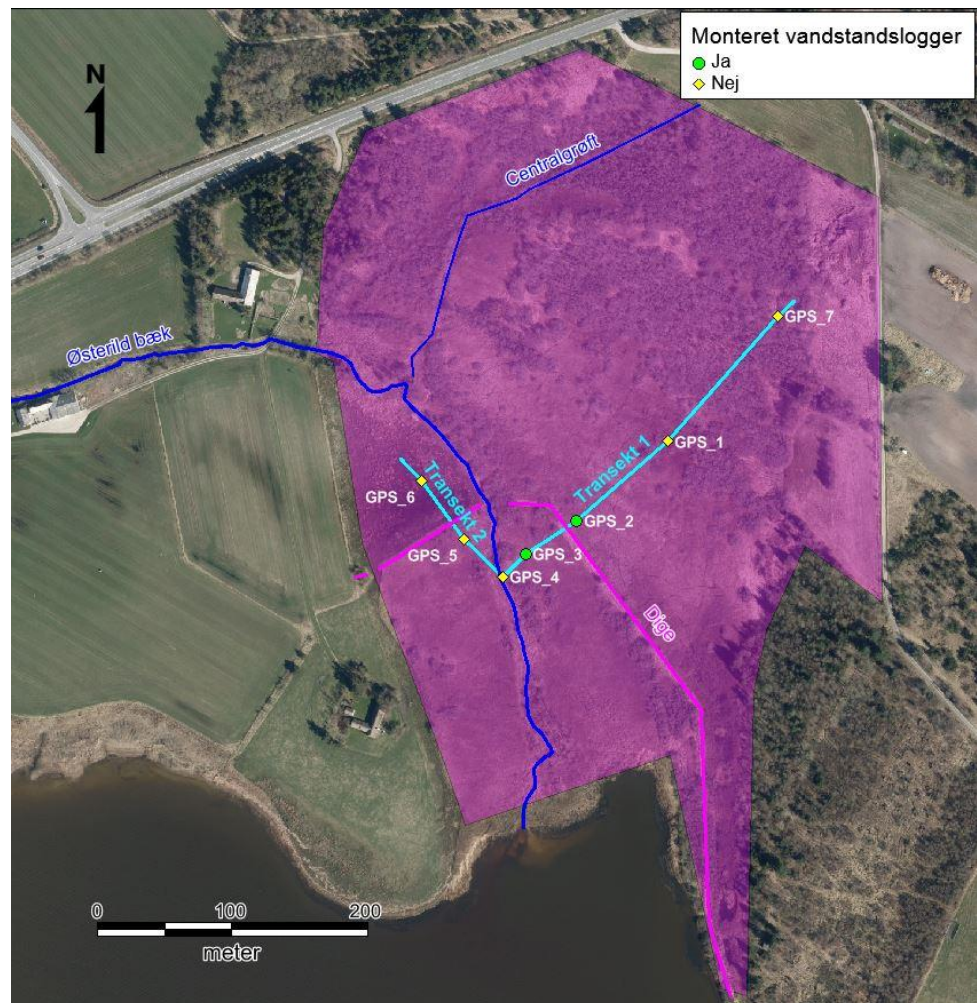 Monteret vandstandslogger
Ja
Nej
N
Centralgrøft
GPS_7
Østerild bæk
Transekt 1
GPS_1
Transekt 2
GPS_6
GPS_2
GPS_5
GPS_3
GPS_4
Dige
0 100 200
meter